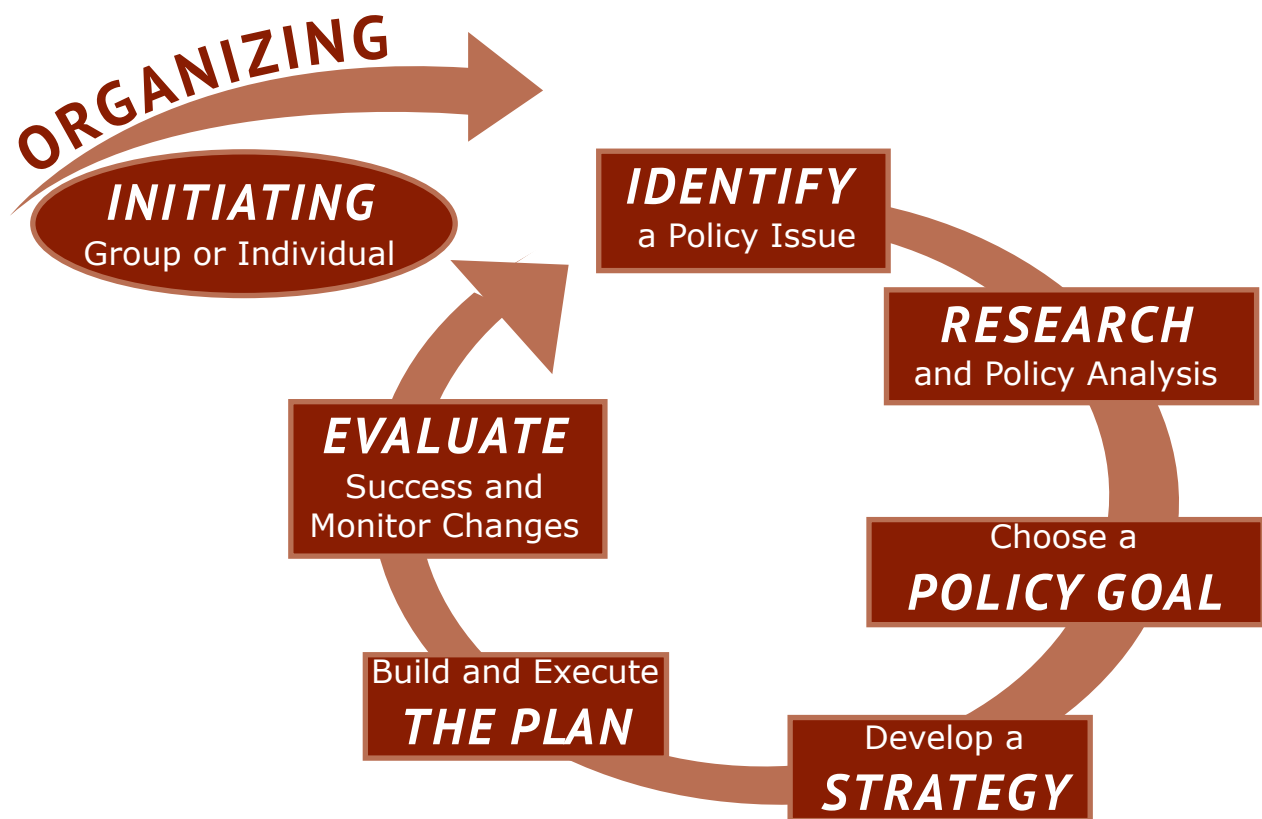 ORGANIZING
INITIATING
Group or Individual
IDENTIFY
a Policy Issue
RESEARCH
and Policy Analysis
Choose a
POLICY GOAL
Develop a
STRATEGY
Build and Execute
THE PLAN
EVALUATE
Success and
Monitor Changes